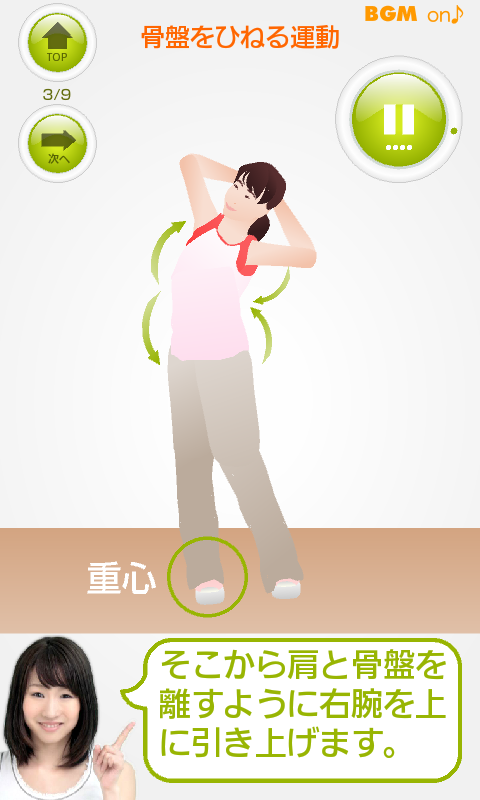 BGM on♪
TOP
骨盤をひねる運動
3/9
次へ
重心
そこから肩と骨盤を
離すように右腕を上
に引き上げます。